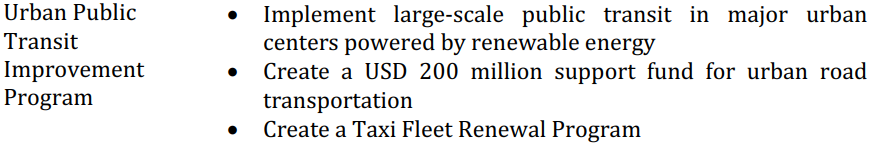 Urban Public
Transit
Improvement
Program
• Implement large-scale public transit in major urban
centers powered by renewable energy
• Create a USD 200 million support fund for urban road
transportation
• Create a Taxi Fleet Renewal Program